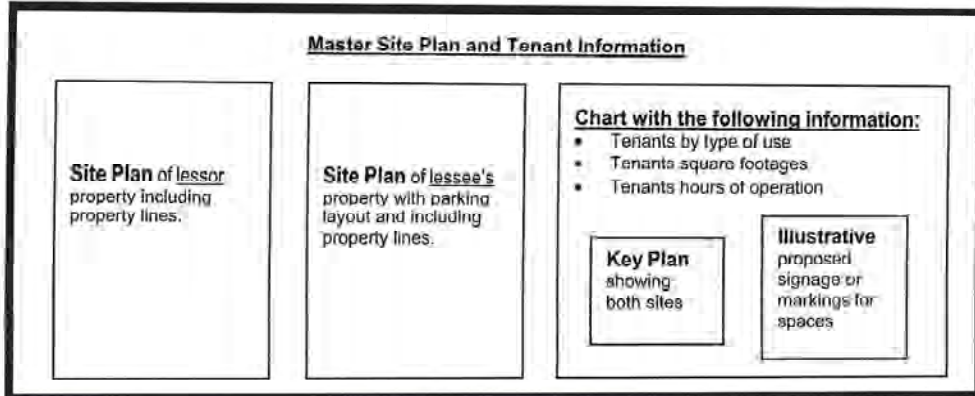 Master Site Plan and Tenant Information
Site Plan of lessor
property including
property lines.
Site Plan of lessee's
property with parking
layout and including
property lines.
Chart with the following information:
• Tenants by type of use
• Tenants square footages
• Tenants hours of operation
Key Plan
showing
both sites
Illustrative
proposed
signage or
markings for
spaces